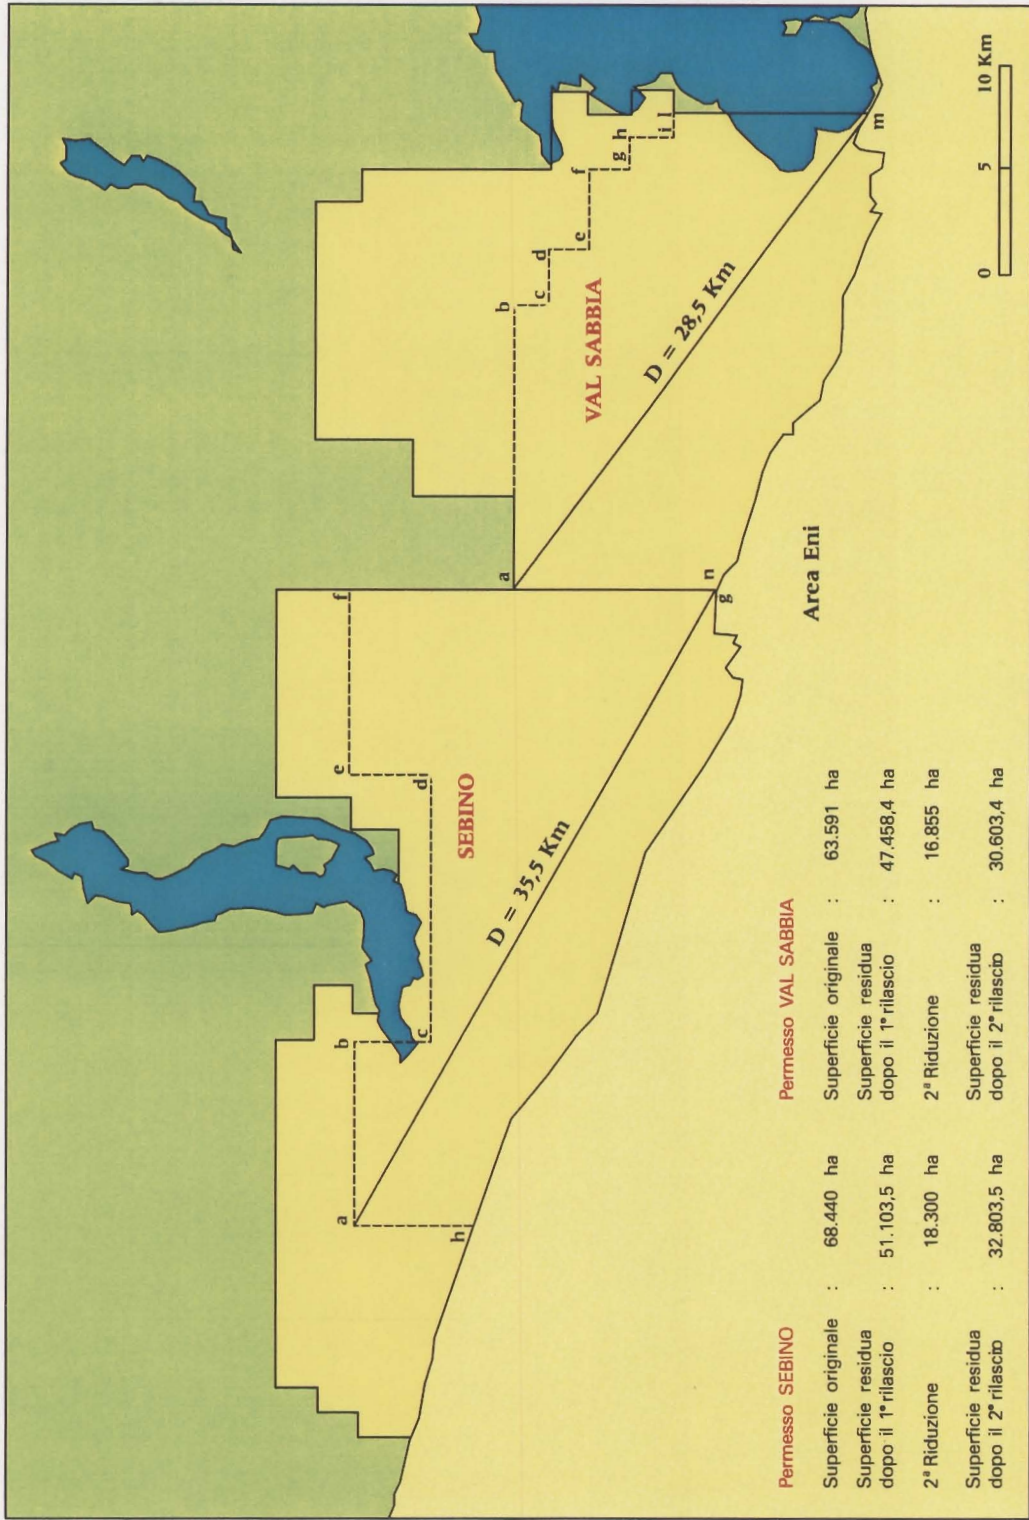 a
b
c
d
e
f
g
h
SEBINO
D = 35,5 Km
a
b
c
d
e
f
g
h
i
l
m
n
VAL SABBIA
D = 28,5 Km
Area Eni
0 5 10 Km
Permesso SEBINO
Superficie originale : 68.440 ha
Superficie residua
dopo il 1° rilascio : 51.103,5 ha
2ª Riduzione : 18.300 ha
Superficie residua
dopo il 2° rilascio : 32.803,5 ha
Permesso VAL SABBIA
Superficie originale : 63.591 ha
Superficie residua
dopo il 1° rilascio : 47.458,4 ha
2ª Riduzione : 16.855 ha
Superficie residua
dopo il 2° rilascio : 30.603,4 ha